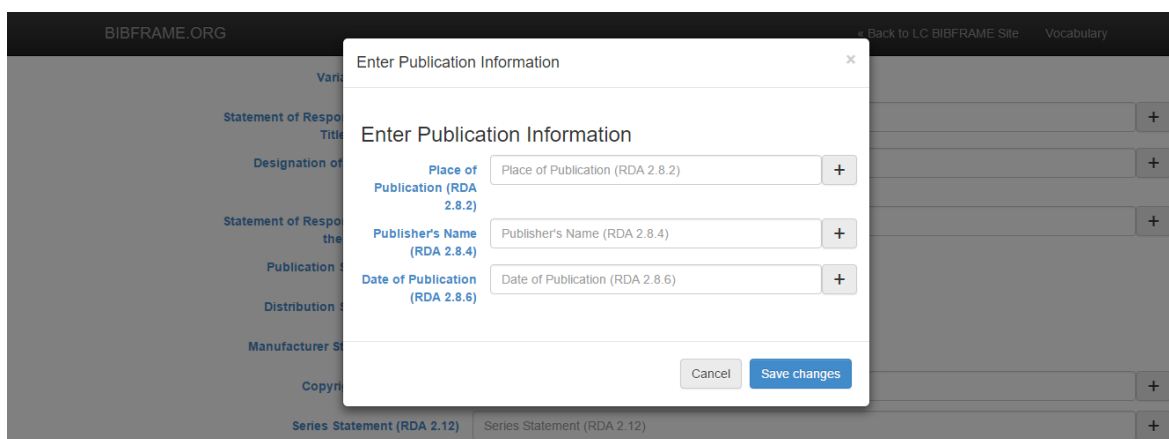 BIBFRAME.ORG
« Back to LC BIBFRAME Site Vocabulary
Enter Publication Information ×
Enter Publication Information
Place of Publication (RDA 2.8.2) +
Place of
Publication (RDA
2.8.2)
Publisher's Name
(RDA 2.8.4)
Publisher's Name (RDA 2.8.4) +
Date of Publication
(RDA 2.8.6)
Date of Publication (RDA 2.8.6) +
Cancel Save changes
Statement of
Title
+
Designation of
+
Statement of
the
+
Publication
Distribution
Manufacturer
+
Series Statement (RDA 2.12) Series Statement (RDA 2.12) +